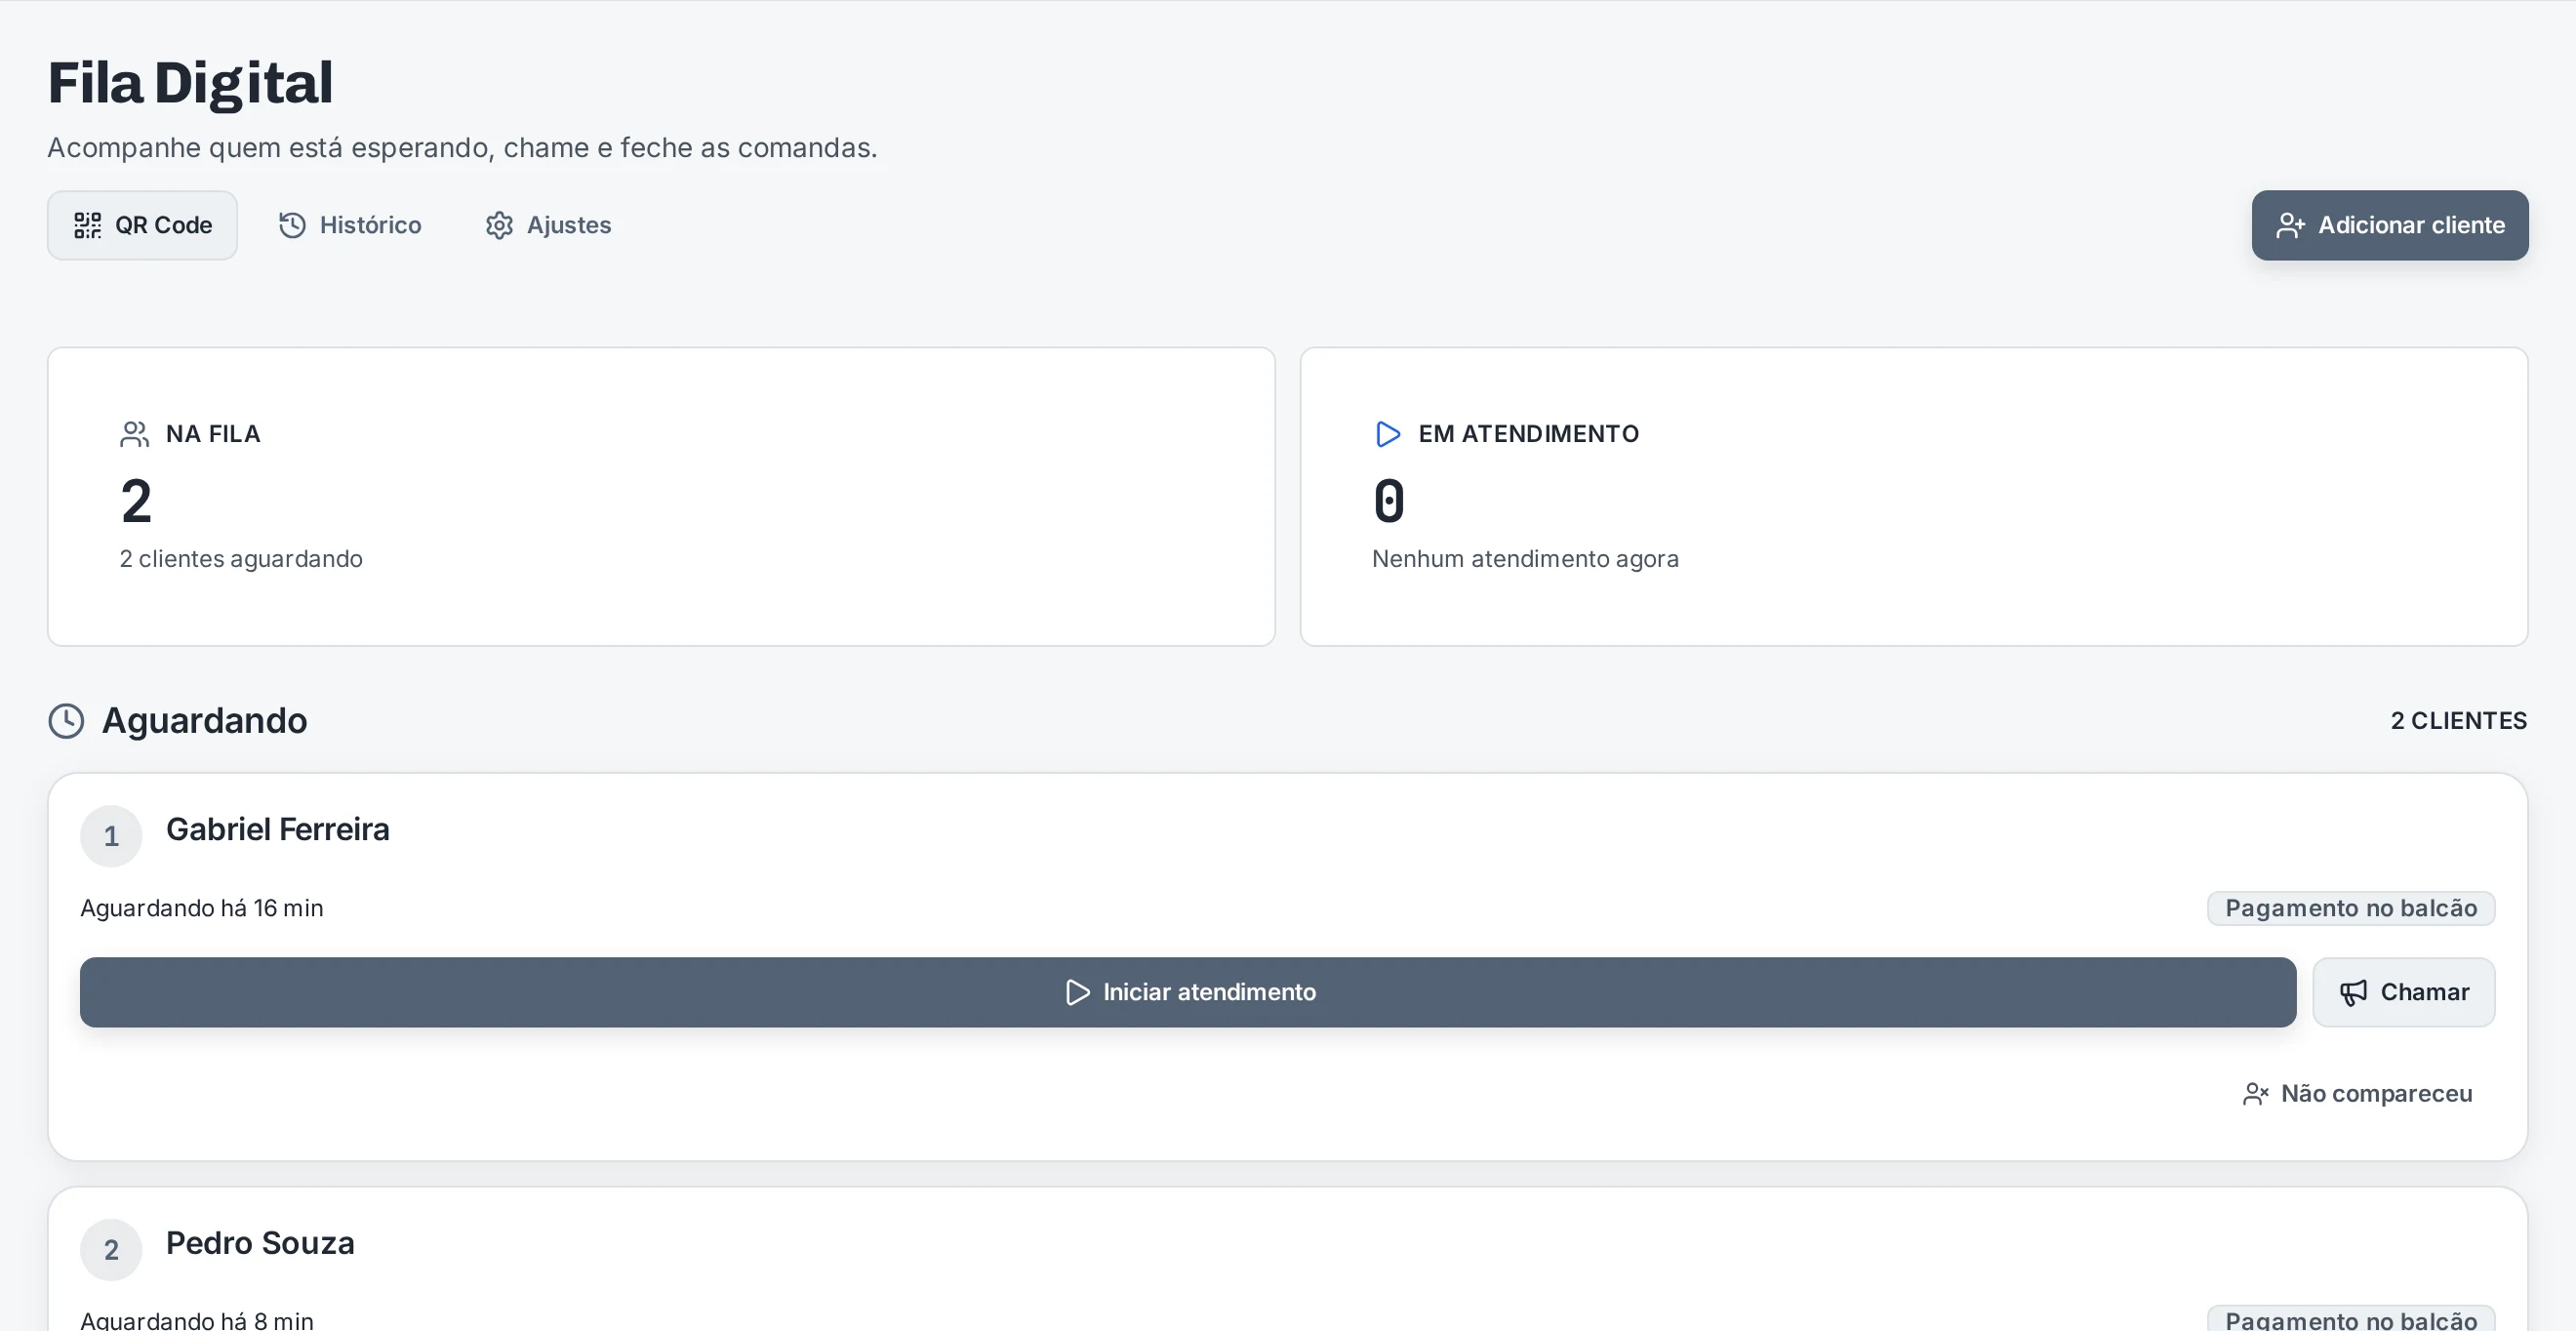 Fila Digital
Acompanhe quem está esperando, chame e feche as comandas.
QR Code
Histórico
Ajustes
Adicionar cliente
NA FILA
2
2 clientes aguardando
EM ATENDIMENTO
0
Nenhum atendimento agora
Aguardando
2 CLIENTES
1
Gabriel Ferreira
Aguardando há 16 min
Pagamento no balcão
Iniciar atendimento
Chamar
Não compareceu
2
Pedro Souza
Aguardando há 8 min
Pagamento no balcão